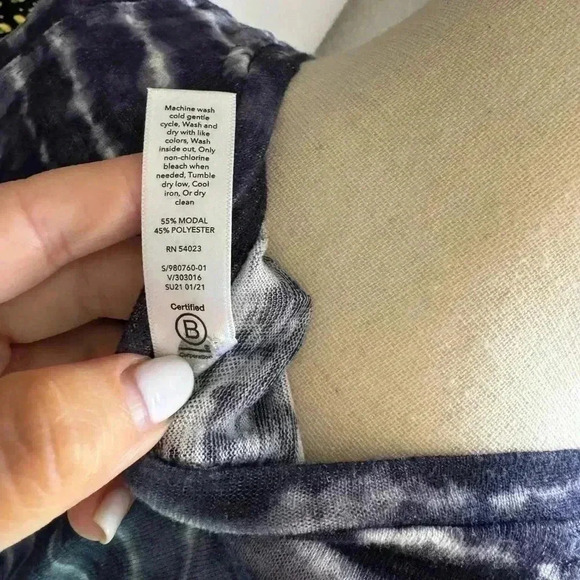 Machine wash
cold gentle
cycle, Wash and
dry with like
colors, Wash
inside out, Only
non-chlorine
bleach when
needed, Tumble
dry low, Cool
iron, Or dry
clean
55% MODAL
45% POLYESTER
RN 54023
S/980760-01
V/303016
SU21 01/21
Certified
B
Corporation